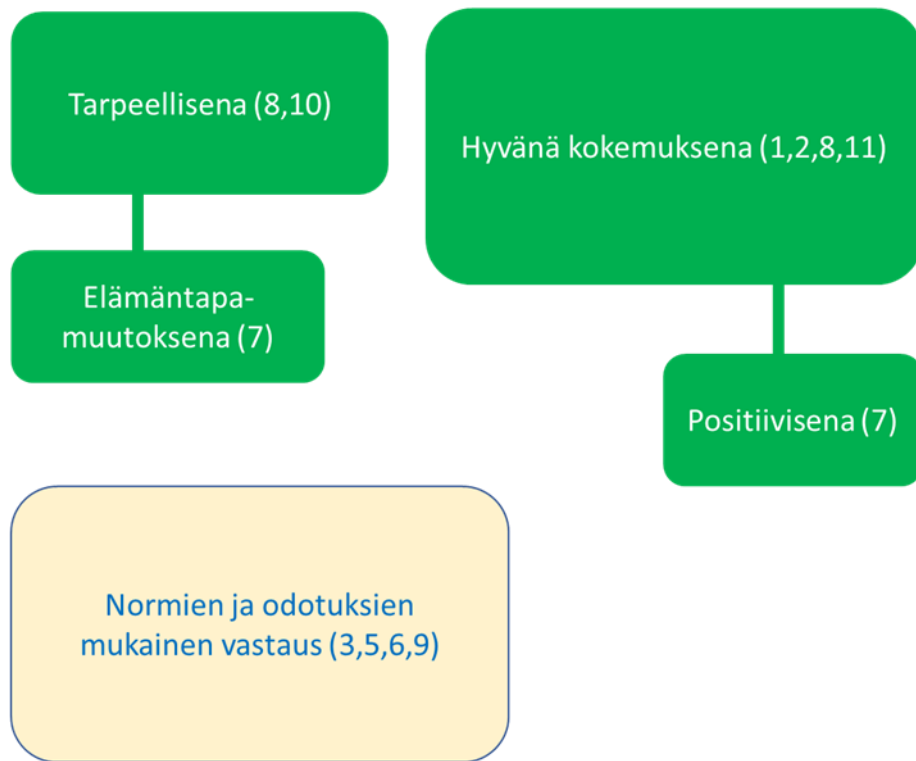 Tarpeellisena (8,10)
Hyvänä kokemuksena (1,2,8,11)
Elämäntapa-
muutoksena (7)
Positiivisena (7)
Normien ja odotuksien
mukainen vastaus (3,5,6,9)